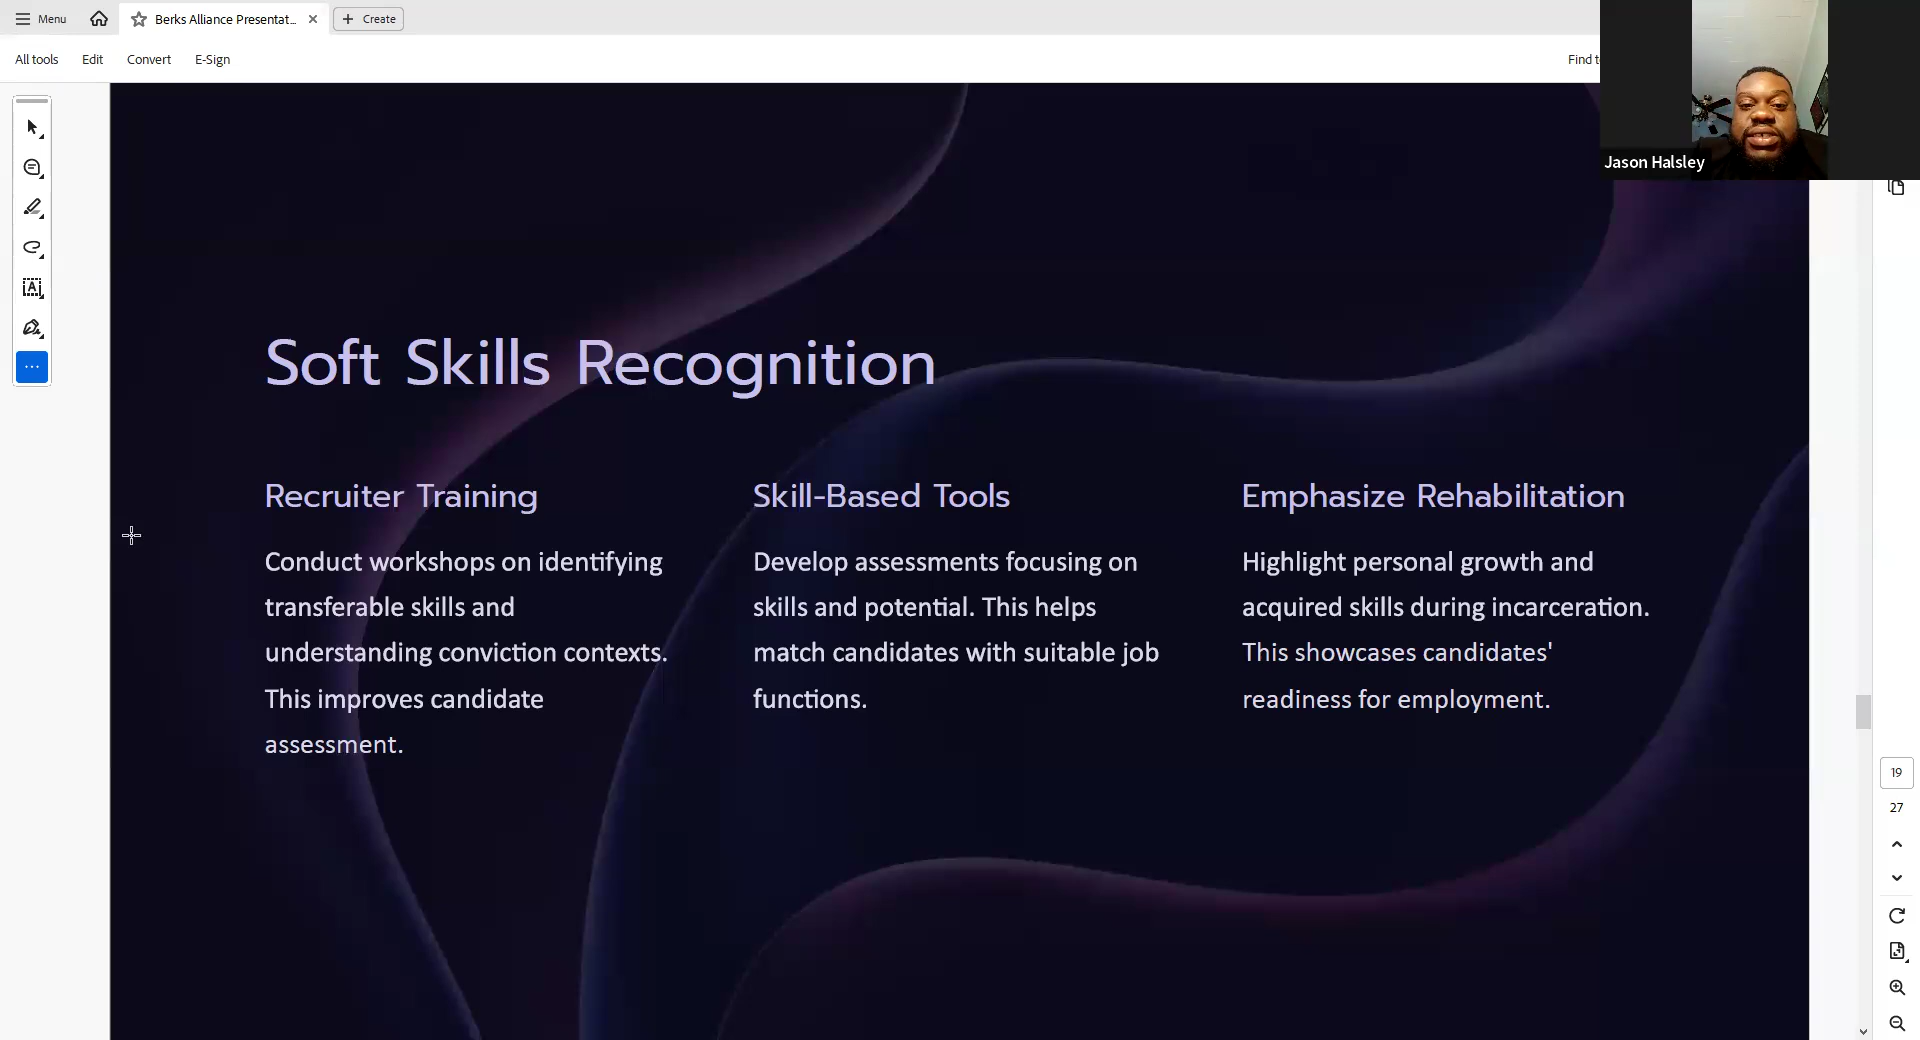 Menu
Berks Alliance Presentat...
Create
All tools
Edit
Convert
E-Sign
Find
Jason Halsley
Soft Skills Recognition
Recruiter Training
Conduct workshops on identifying
transferable skills and
understanding conviction contexts.
This improves candidate
assessment.
Skill-Based Tools
Develop assessments focusing on
skills and potential. This helps
match candidates with suitable job
functions.
Emphasize Rehabilitation
Highlight personal growth and
acquired skills during incarceration.
This showcases candidates'
readiness for employment.
19
27